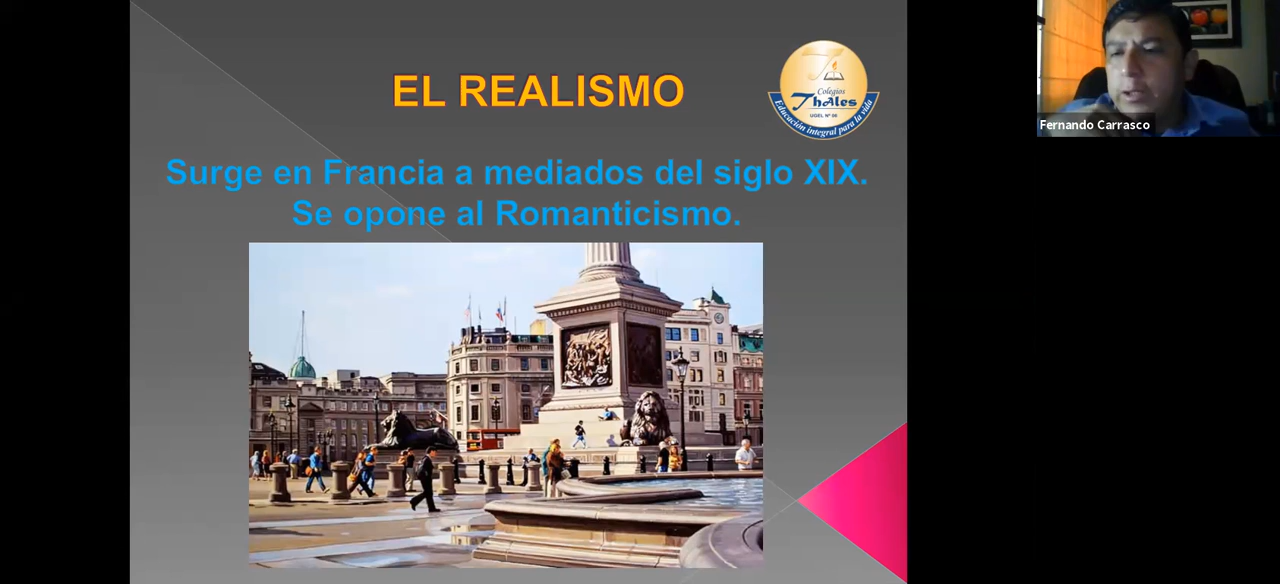 EL REALISMO
Colegios
Thales
UGEL Nº 06
Educación integral para la vida
Surge en Francia a mediados del siglo XIX.
Se opone al Romanticismo.
Fernando Carrasco